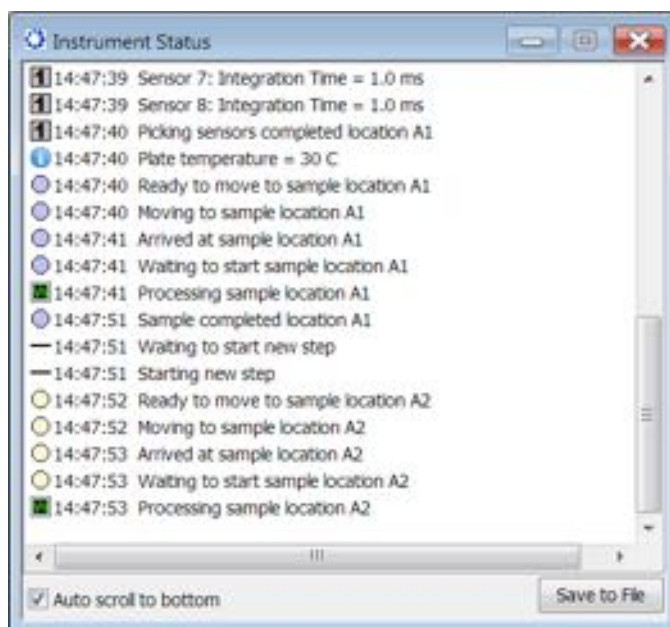 Instrument Status
14:47:39 Sensor 7: Integration Time = 1.0 ms
14:47:39 Sensor 8: Integration Time = 1.0 ms
14:47:40 Picking sensors completed location A1
14:47:40 Plate temperature = 30 C
14:47:40 Ready to move to sample location A1
14:47:40 Moving to sample location A1
14:47:41 Arrived at sample location A1
14:47:41 Waiting to start sample location A1
14:47:41 Processing sample location A1
14:47:51 Sample completed location A1
14:47:51 Waiting to start new step
14:47:51 Starting new step
14:47:52 Ready to move to sample location A2
14:47:52 Moving to sample location A2
14:47:53 Arrived at sample location A2
14:47:53 Waiting to start sample location A2
14:47:53 Processing sample location A2
Auto scroll to bottom
Save to File